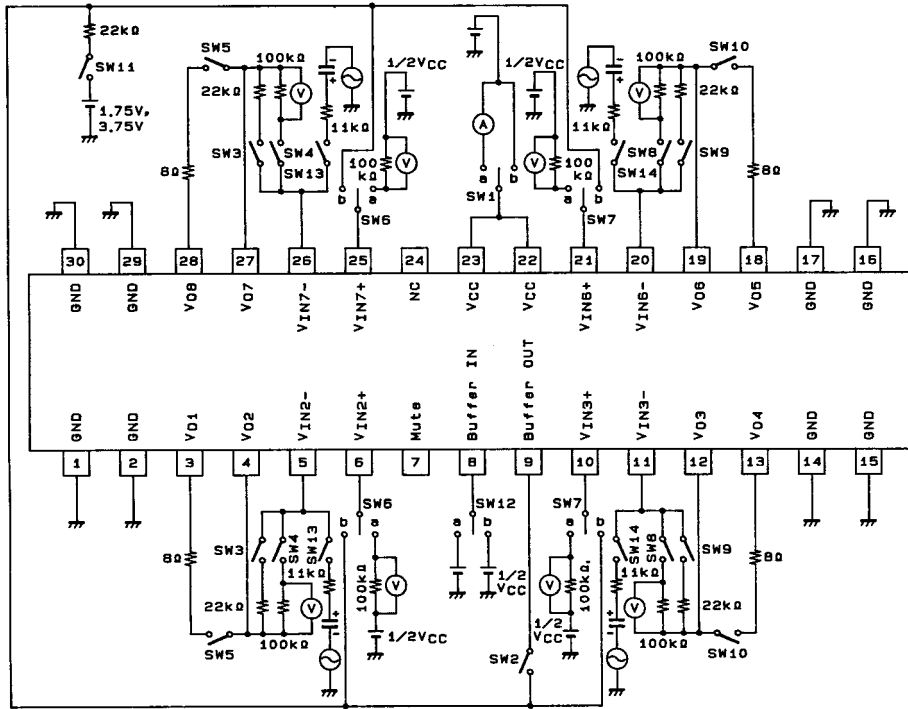 22kΩ
SW11
1.75V,
3.75V
SW5
100kΩ
22kΩ
V
11kΩ
SW3
SW4
SW13
8Ω
1/2VCC
V
100
kΩ
b
a
SW6
A
a
b
SW1
1/2VCC
V
100
kΩ
a
b
SW7
11kΩ
V
100kΩ
22kΩ
SW10
SW8
SW14
SW9
8Ω
30
29
28
27
26
25
24
23
22
21
20
19
18
17
16
GND
GND
VO8
VO7
VIN7-
VIN7+
NC
VCC
VCC
VIN6+
VIN6-
VO6
VO5
GND
GND
GND
GND
VO1
VO2
VIN2-
VIN2+
Mute
Buffer IN
Buffer OUT
VIN3+
VIN3-
VO3
VO4
GND
GND
1
2
3
4
5
6
7
8
9
10
11
12
13
14
15
SW3
SW4
SW13
8Ω
11kΩ
22kΩ
V
SW5
100kΩ
SW6
b
a
100kΩ
V
1/2VCC
SW12
a
b
1/2
VCC
SW2
SW7
a
b
V
100kΩ
1/2
VCC
SW14
SW8
SW9
11kΩ
V
22kΩ
100kΩ
8Ω
SW10